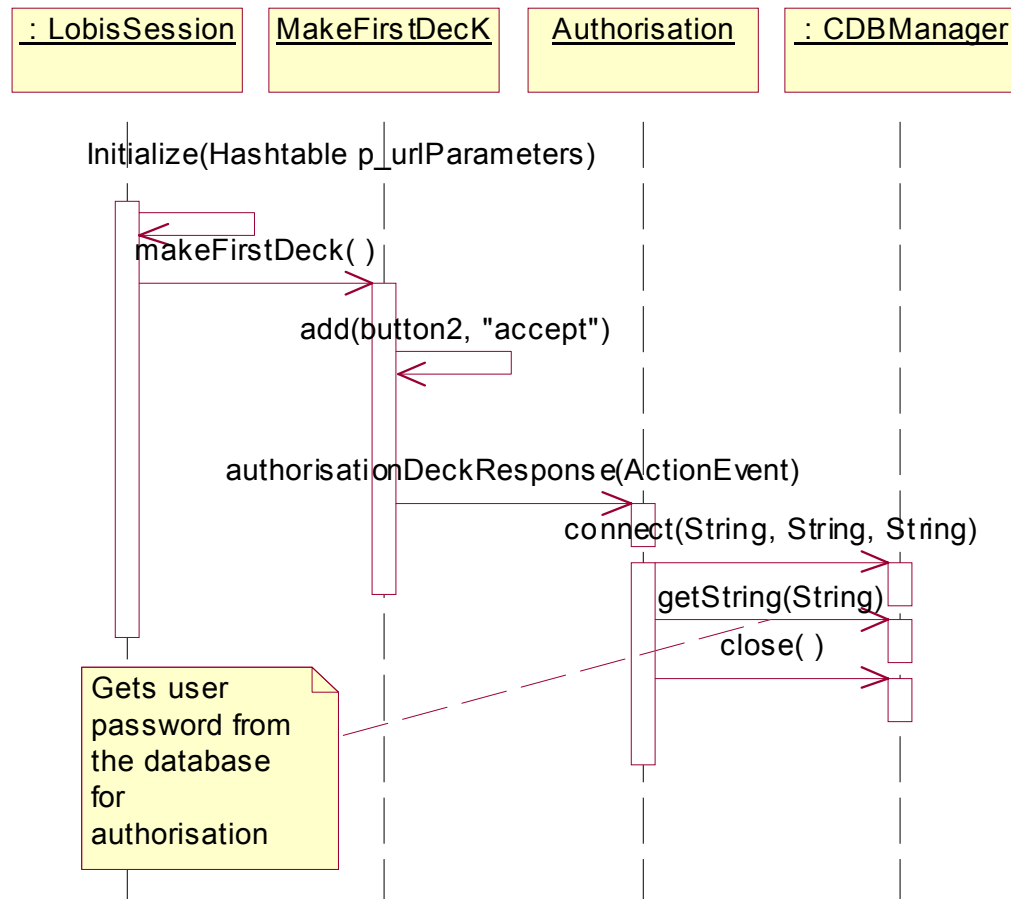 : LobisSession
MakeFirstDecK
Authorisation
: CDBManager
Initialize(Hashtable p_urlParameters)
makeFirstDeck( )
add(button2, "accept")
authorisationDeckResponse(ActionEvent)
connect(String, String, String)
getString(String)
close( )
Gets user
password from
the database
for
authorisation